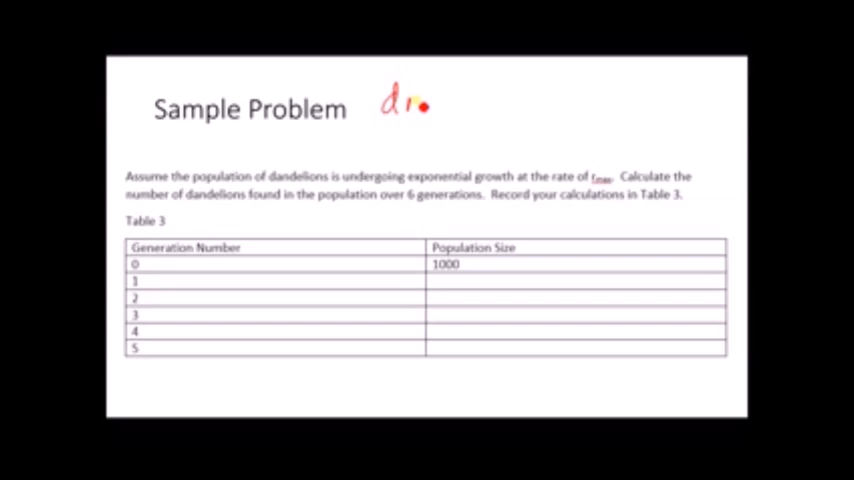 Sample Problem
Assume the population of dandelions is undergoing exponential growth at the rate of rmax. Calculate the
number of dandelions found in the population over 6 generations. Record your calculations in Table 3.
Table 3
Generation Number Population Size
0 1000
1
2
3
4
5